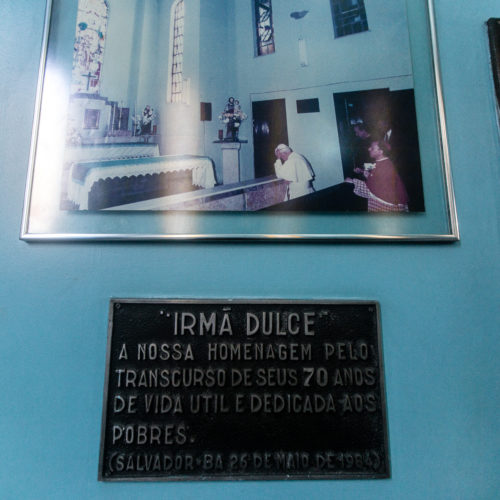 "IRMÃ DULCE"
A NOSSA HOMENAGEM PELO
TRANSCURSO DE SEUS 70 ANOS
DE VIDA UTIL E DEDICADA AOS
POBRES.
(SALVADOR-BA 26 DE MAIO DE 1984)